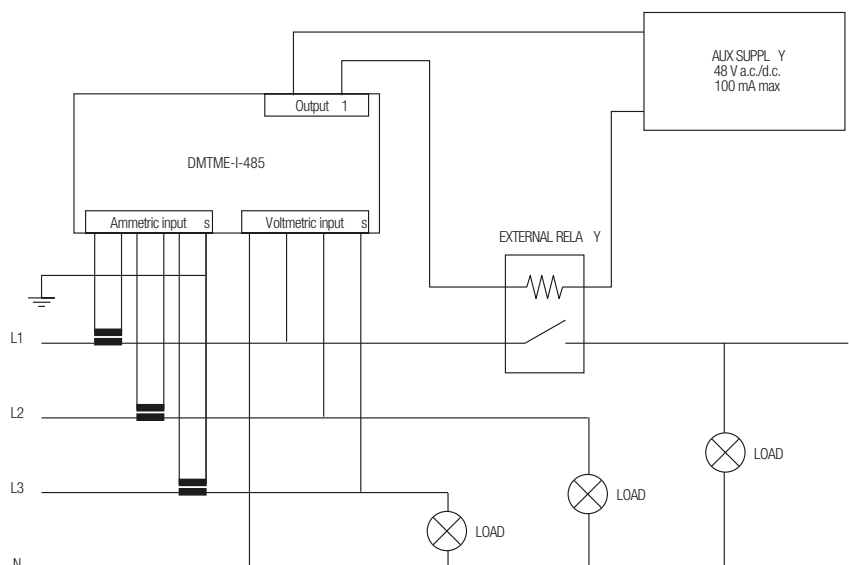 AUX SUPPL Y
48 V a.c./d.c.
100 mA max
Output 1
DMTME-I-485
Ammetric input s
Voltmetric input s
EXTERNAL RELA Y
L1
L2
LOAD
L3
LOAD
LOAD
N